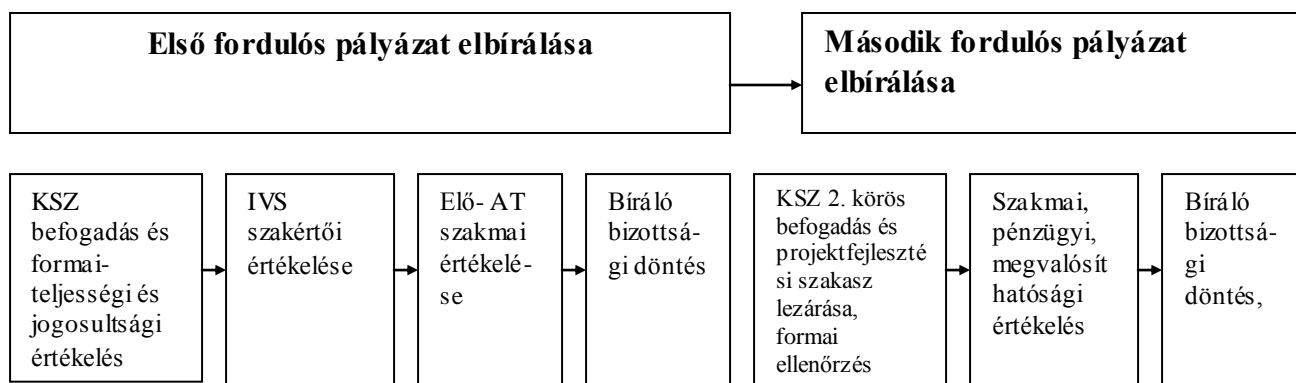 Első fordulós pályázat elbírálása
Második fordulós pályázat
elbírálása
KSZ
befogadás és
formai-
teljességi és
jogosultsági
értékelés
IVS
szakértői
értékelése
Elő- AT
szakmai
értékelé-
se
Bíráló
bizottsá-
gi döntés
KSZ 2. körös
befogadás és
projektfejleszté
si szakasz
lezárása,
formai
ellenőrzés
Szakmai,
pénzügyi,
megvalósít
hatósági
értékelés
Bíráló
bizottsá-
gi
döntés,